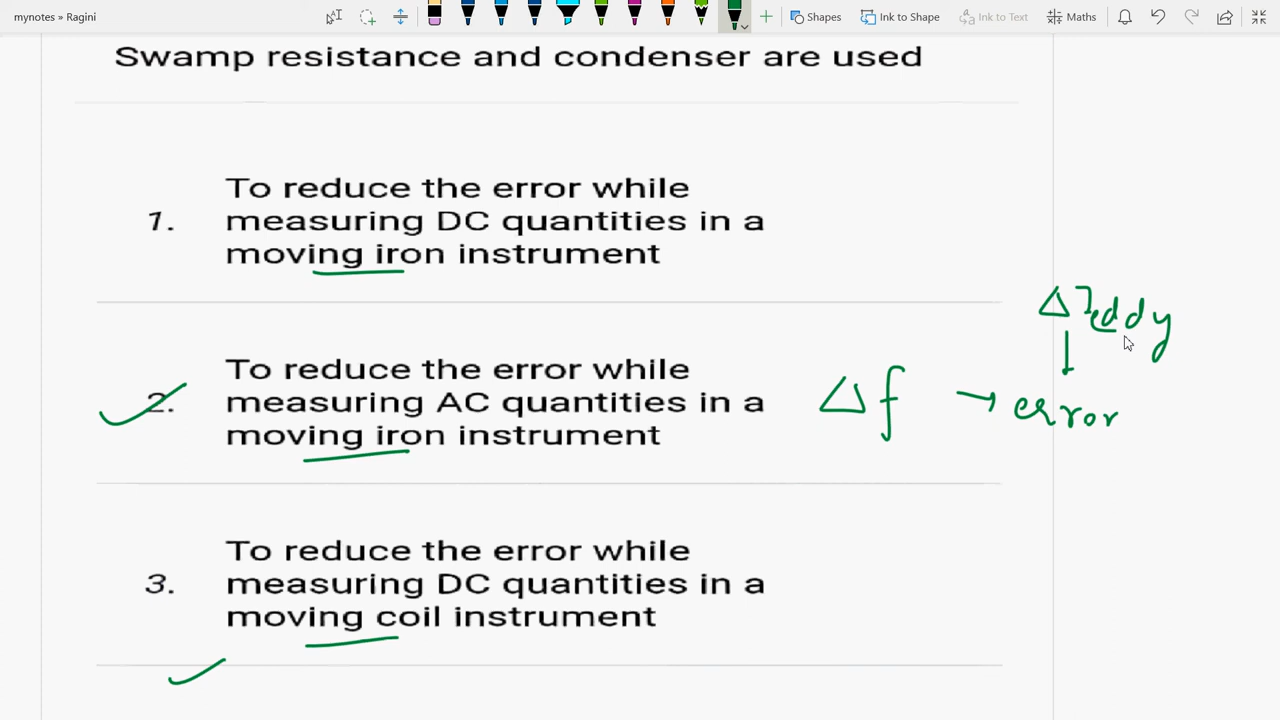 mynotes » Ragini
Shapes
Ink to Shape
Ink to Text
Maths
Swamp resistance and condenser are used
1.
To reduce the error while
measuring DC quantities in a
moving iron instrument
2.
To reduce the error while
measuring AC quantities in a
moving iron instrument
Δf → error
Δ Ieddy
3.
To reduce the error while
measuring DC quantities in a
moving coil instrument